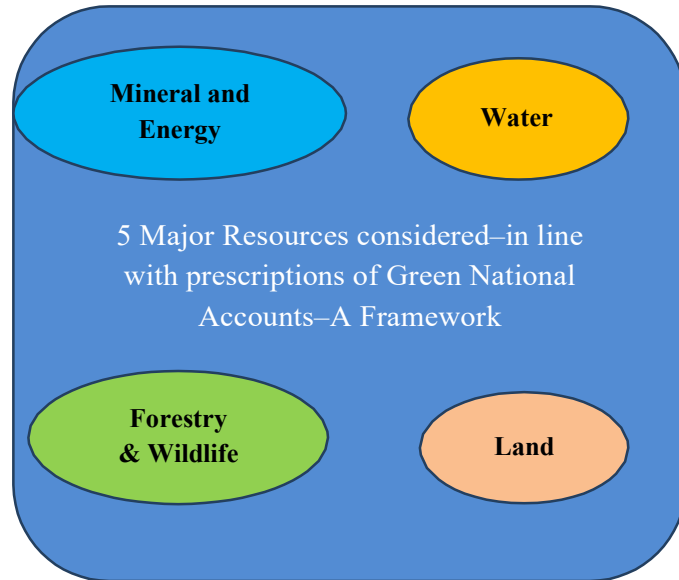 Mineral and
Energy
Water
5 Major Resources considered–in line
with prescriptions of Green National
Accounts–A Framework
Forestry
& Wildlife
Land